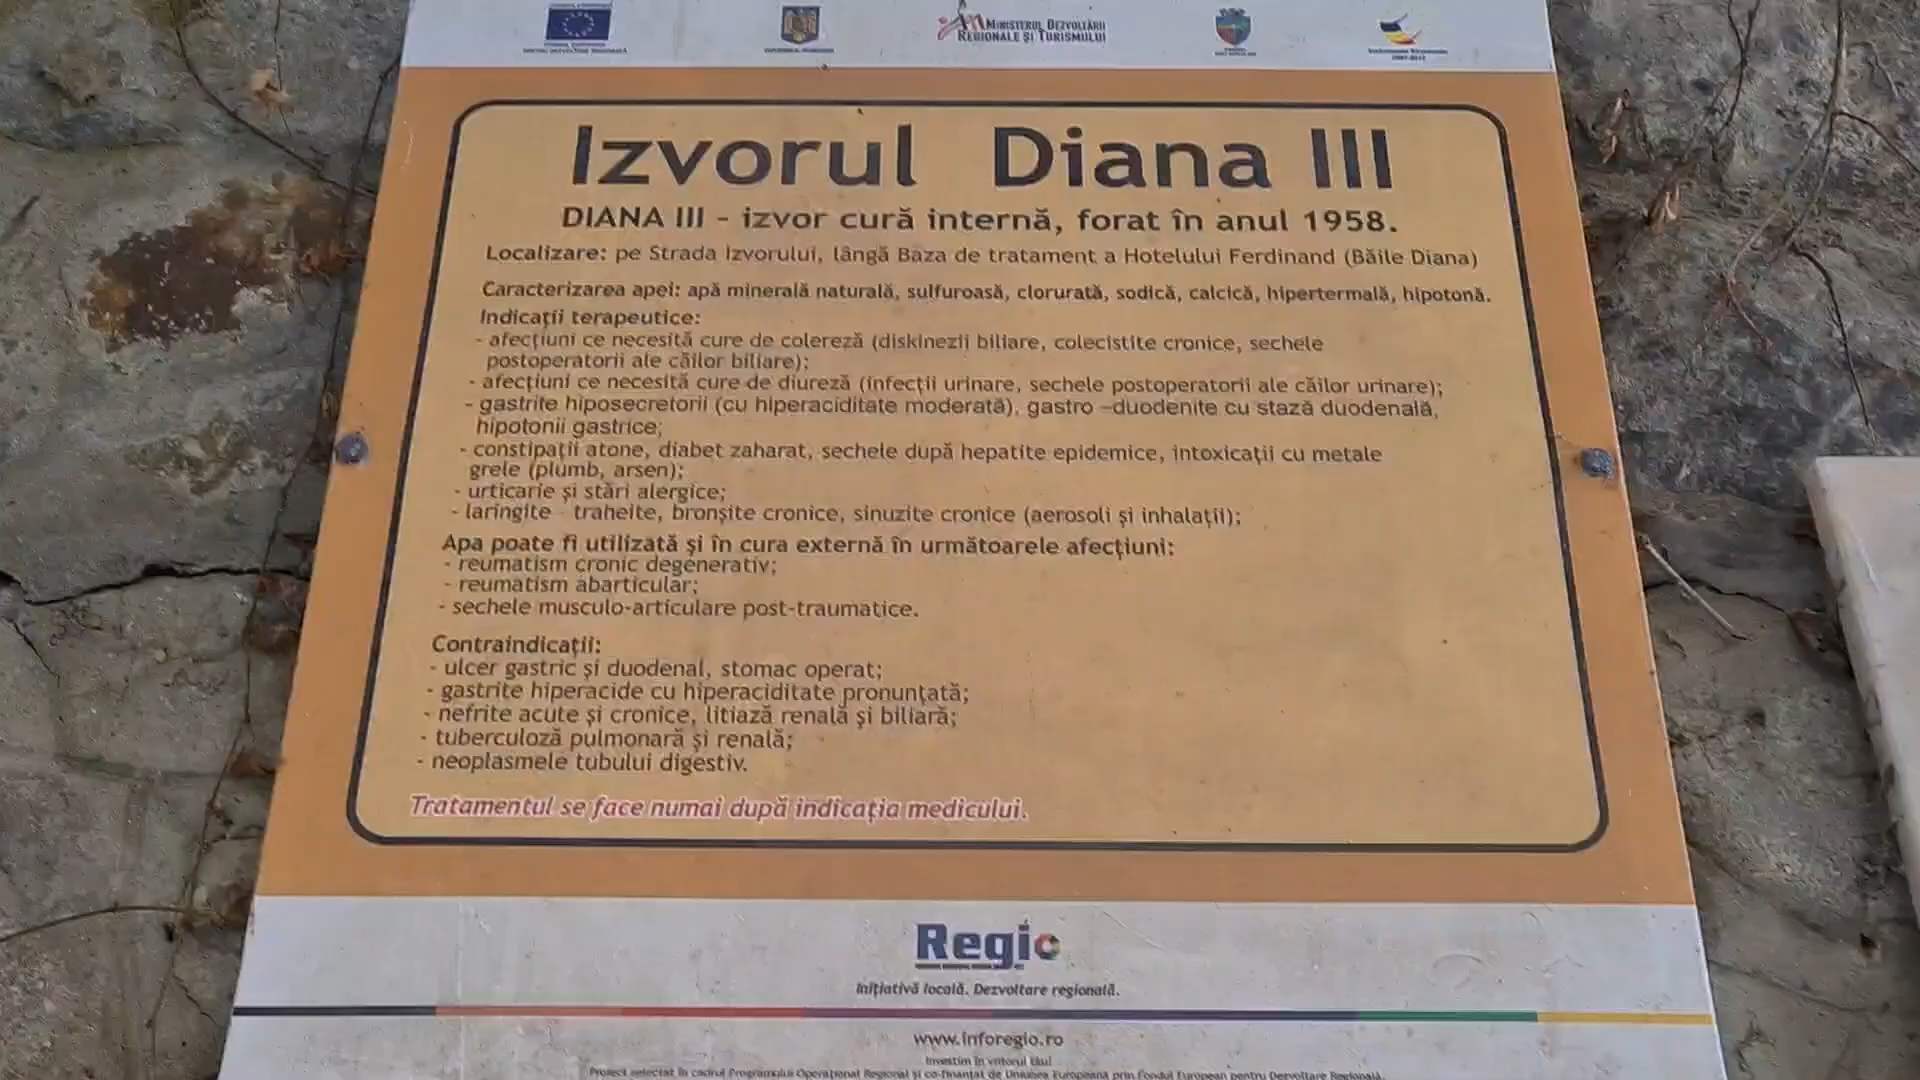 MINISTERUL DEZVOLTĂRII
REGIONALE ȘI TURISMULUI
Izvorul Diana III
DIANA III - izvor cură internă, forat în anul 1958.
Localizare: pe Strada Izvorului, lângă Baza de tratament a Hotelului Ferdinand (Băile Diana)
Caracterizarea apei: apă minerală naturală, sulfuroasă, clorurată, sodică, calcică, hipertermală, hipotonă.
Indicații terapeutice:
- afecțiuni ce necesită cure de colereză (diskinezii biliare, colecistite cronice, sechele
postoperatorii ale căilor biliare);
- afecțiuni ce necesită cure de diureză (infecții urinare, sechele postoperatorii ale căilor urinare);
- gastrite hiposecretorii (cu hiperaciditate moderată), gastro –duodenite cu stază duodenală,
hipotonii gastrice;
- constipații atone, diabet zaharat, sechele după hepatite epidemice, intoxicații cu metale
grele (plumb, arsen);
- urticarie și stări alergice;
- laringite - traheite, bronșite cronice, sinuzite cronice (aerosoli și inhalații);
Apa poate fi utilizată și în cura externă în următoarele afecțiuni:
- reumatism cronic degenerativ;
- reumatism abarticular;
- sechele musculo-articulare post-traumatice.
Contraindicații:
- ulcer gastric și duodenal, stomac operat;
- gastrite hiperacide cu hiperaciditate pronunțată;
- nefrite acute și cronice, litiază renală și biliară;
- tuberculoză pulmonară și renală;
- neoplasmele tubului digestiv.
Tratamentul se face numai după indicația medicului.
Regio
Inițiativă locală. Dezvoltare regională.
www.inforegio.ro
Investim în viitorul tău!
Proiect selectat în cadrul Programului Operațional Regional și co-finanțat de Uniunea Europeană prin Fondul European pentru Dezvoltare Regională.